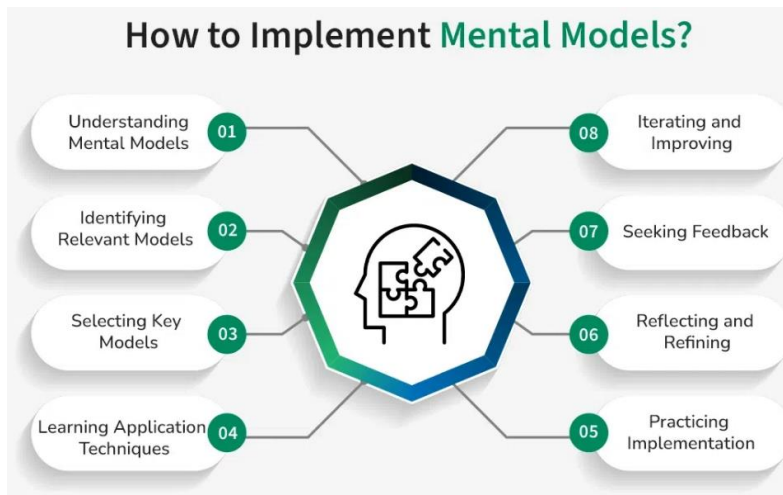 How to Implement Mental Models?
Understanding
Mental Models
01
Identifying
Relevant Models
02
Selecting Key
Models
03
Learning Application
Techniques
04
08
Iterating and
Improving
07
Seeking Feedback
06
Reflecting and
Refining
05
Practicing
Implementation